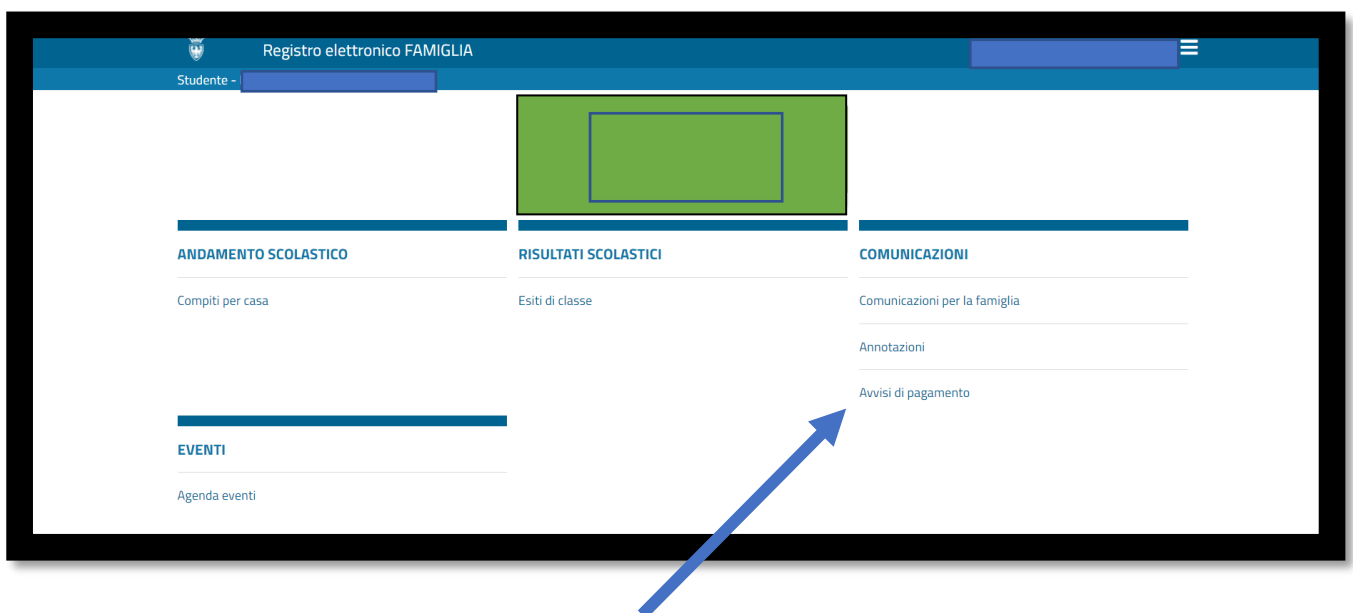 Registro elettronico FAMIGLIA
Studente -
ANDAMENTO SCOLASTICO
Compiti per casa
RISULTATI SCOLASTICI
Esiti di classe
COMUNICAZIONI
Comunicazioni per la famiglia
Annotazioni
Avvisi di pagamento
EVENTI
Agenda eventi